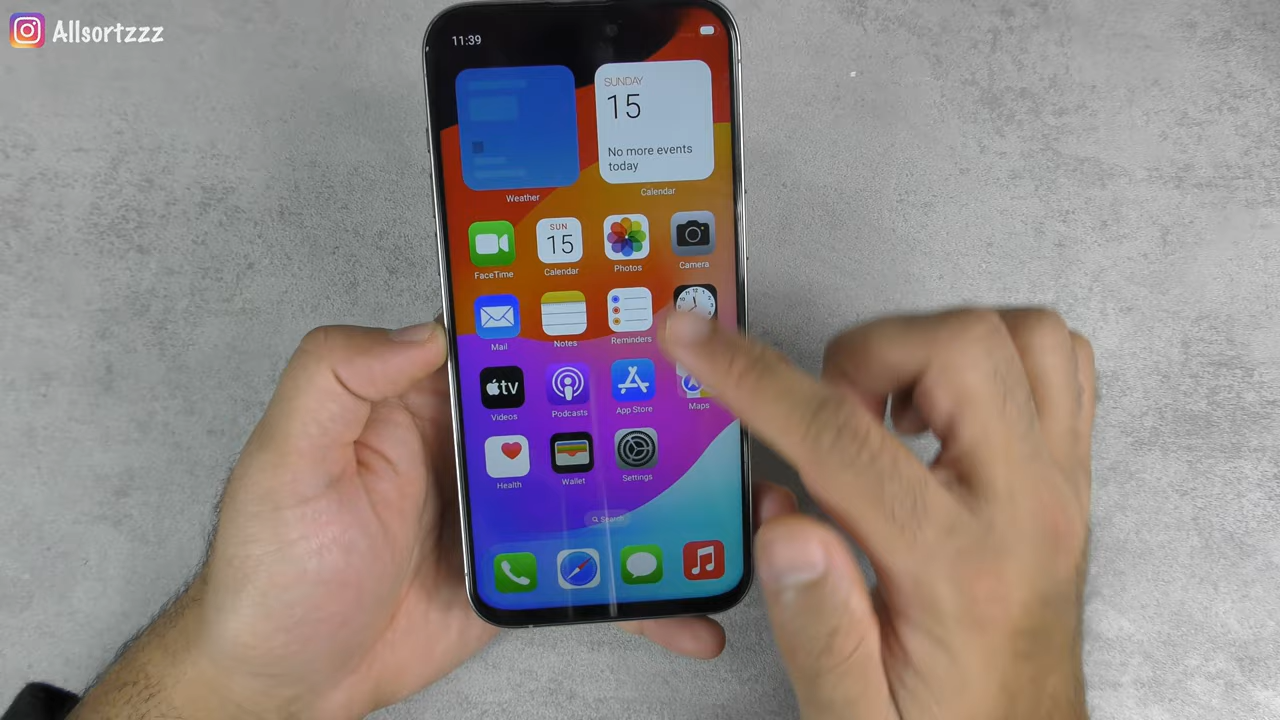 Allsortzzz
11:39
SUNDAY
15
No more events
today
Weather
Calendar
SUN
15
FaceTime
Calendar
Photos
Camera
Mail
Notes
Reminders
tv
Videos
Podcasts
App Store
Maps
Health
Wallet
Settings
Search